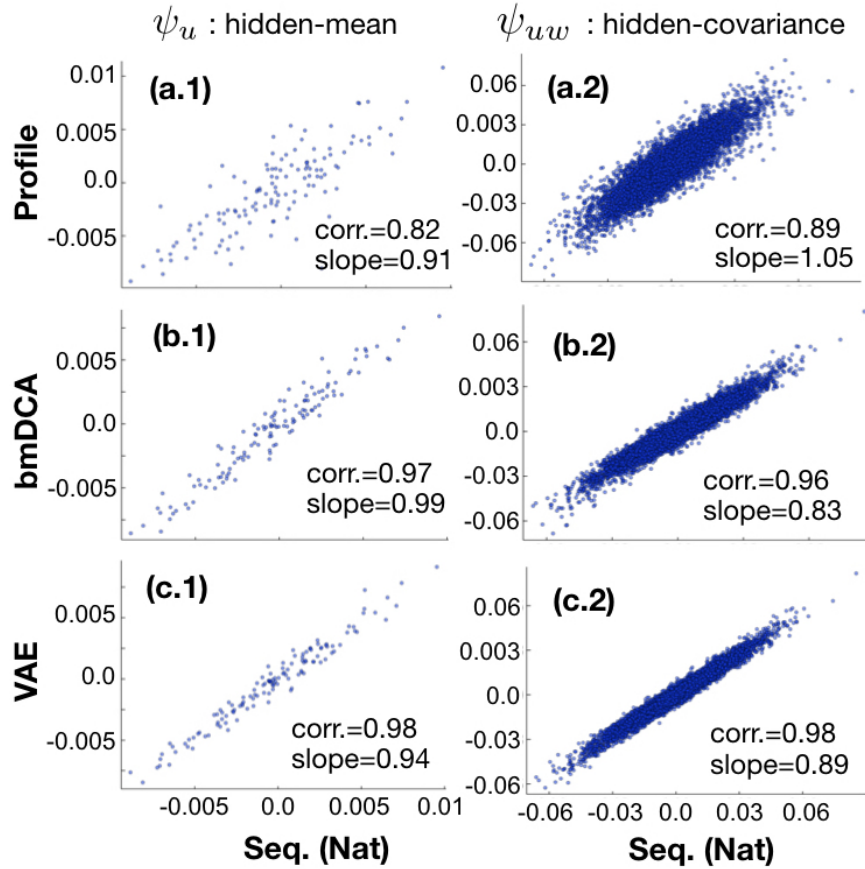 ψu : hidden-mean
ψuw : hidden-covariance
Profile
0.01
0.005
0.0
-0.005
(a.1)
corr.=0.82
slope=0.91
0.06
0.003
0.0
-0.03
-0.06
(a.2)
corr.=0.89
slope=1.05
bmDCA
0.005
0.0
-0.005
(b.1)
corr.=0.97
slope=0.99
0.06
0.003
0.0
-0.03
-0.06
(b.2)
corr.=0.96
slope=0.83
VAE
0.005
0.0
-0.005
(c.1)
corr.=0.98
slope=0.94
-0.005 0.0 0.005 0.01
Seq. (Nat)
0.06
0.003
0.0
-0.03
-0.06
(c.2)
corr.=0.98
slope=0.89
-0.06 -0.03 0.0 0.03 0.06
Seq. (Nat)